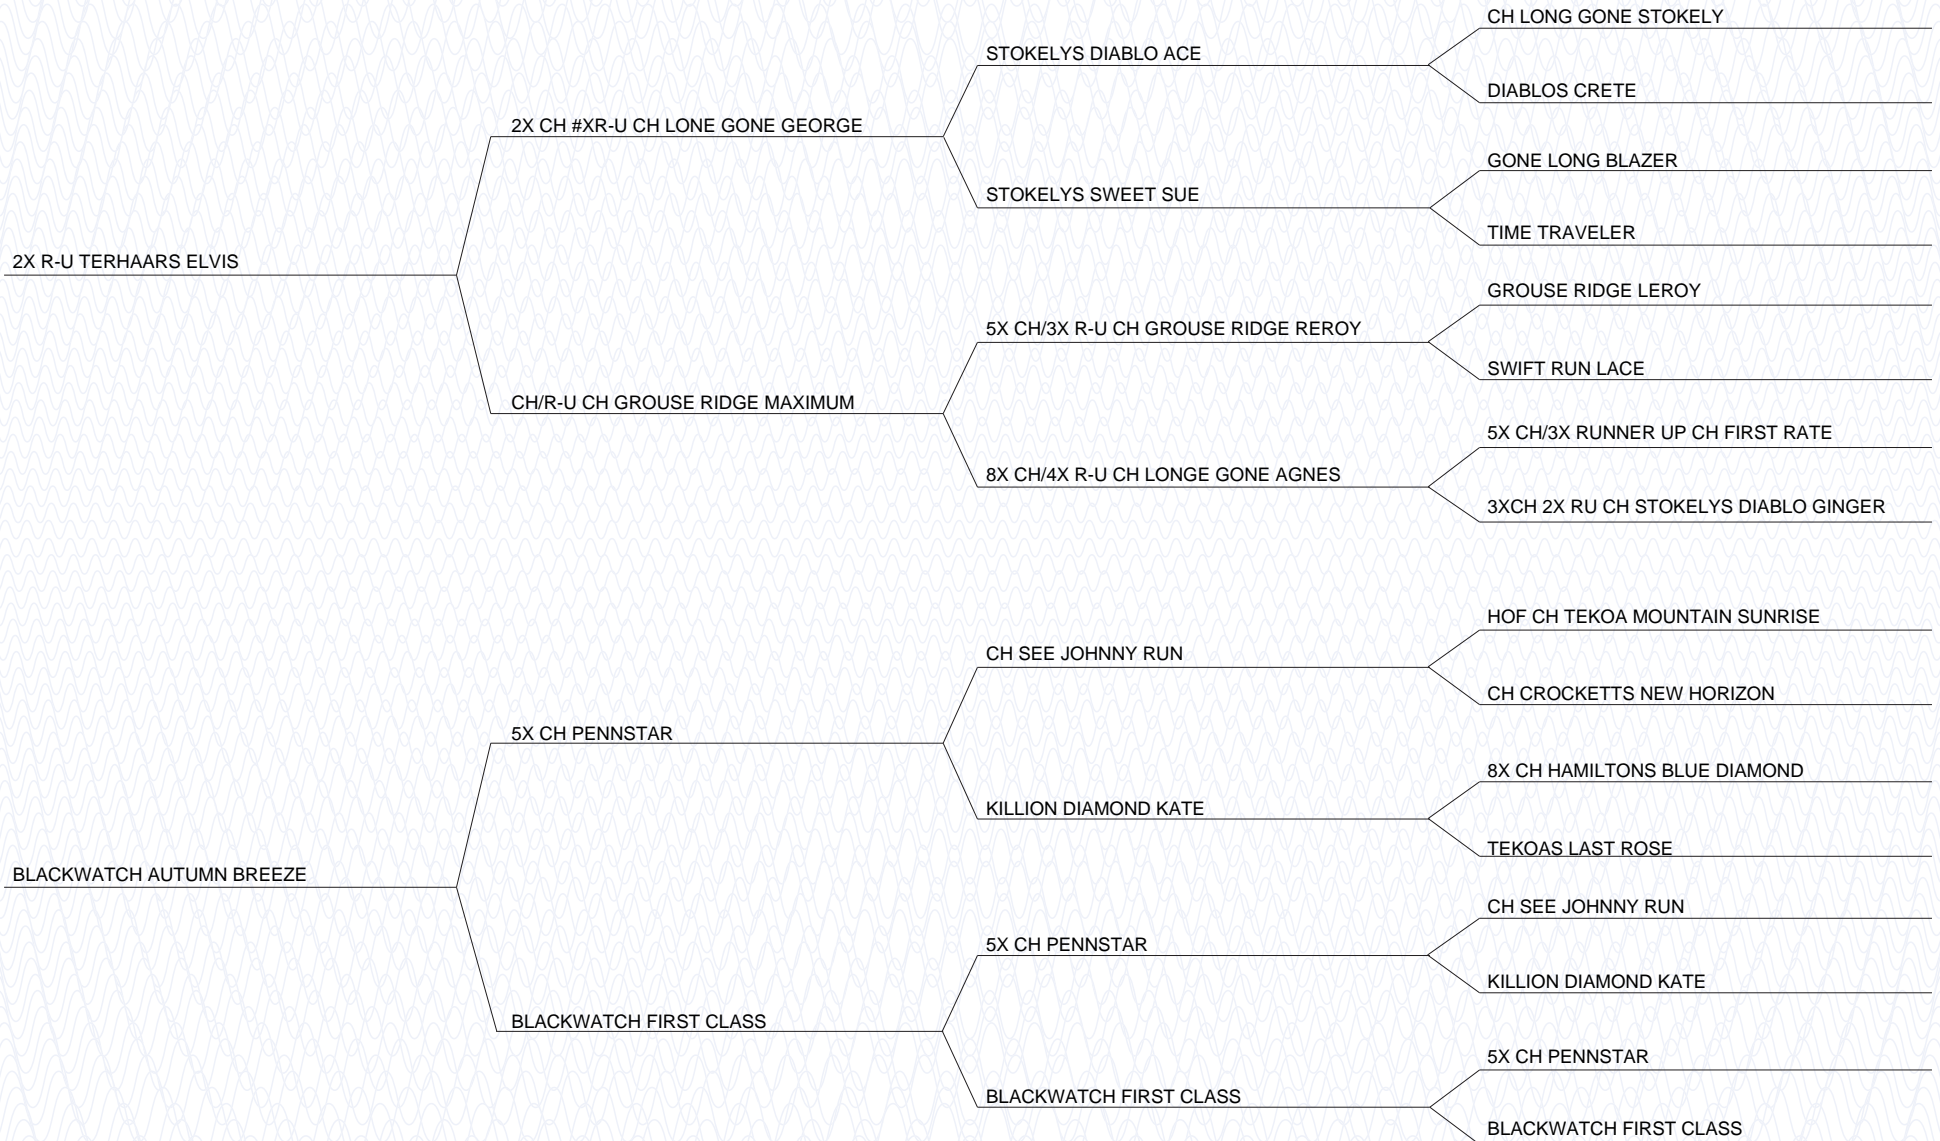 CH LONG GONE STOKELY
STOKELYS DIABLO ACE
DIABLOS CRETE
2X CH #XR-U CH LONE GONE GEORGE
GONE LONG BLAZER
STOKELYS SWEET SUE
TIME TRAVELER
2X R-U TERHAARS ELVIS
GROUSE RIDGE LEROY
5X CH/3X R-U CH GROUSE RIDGE REROY
SWIFT RUN LACE
CH/R-U CH GROUSE RIDGE MAXIMUM
5X CH/3X RUNNER UP CH FIRST RATE
8X CH/4X R-U CH LONGE GONE AGNES
3XCH 2X RU CH STOKELYS DIABLO GINGER
HOF CH TEKOA MOUNTAIN SUNRISE
CH SEE JOHNNY RUN
CH CROCKETTS NEW HORIZON
5X CH PENNSTAR
8X CH HAMILTONS BLUE DIAMOND
KILLION DIAMOND KATE
TEKOAS LAST ROSE
BLACKWATCH AUTUMN BREEZE
CH SEE JOHNNY RUN
5X CH PENNSTAR
KILLION DIAMOND KATE
BLACKWATCH FIRST CLASS
5X CH PENNSTAR
BLACKWATCH FIRST CLASS
BLACKWATCH FIRST CLASS